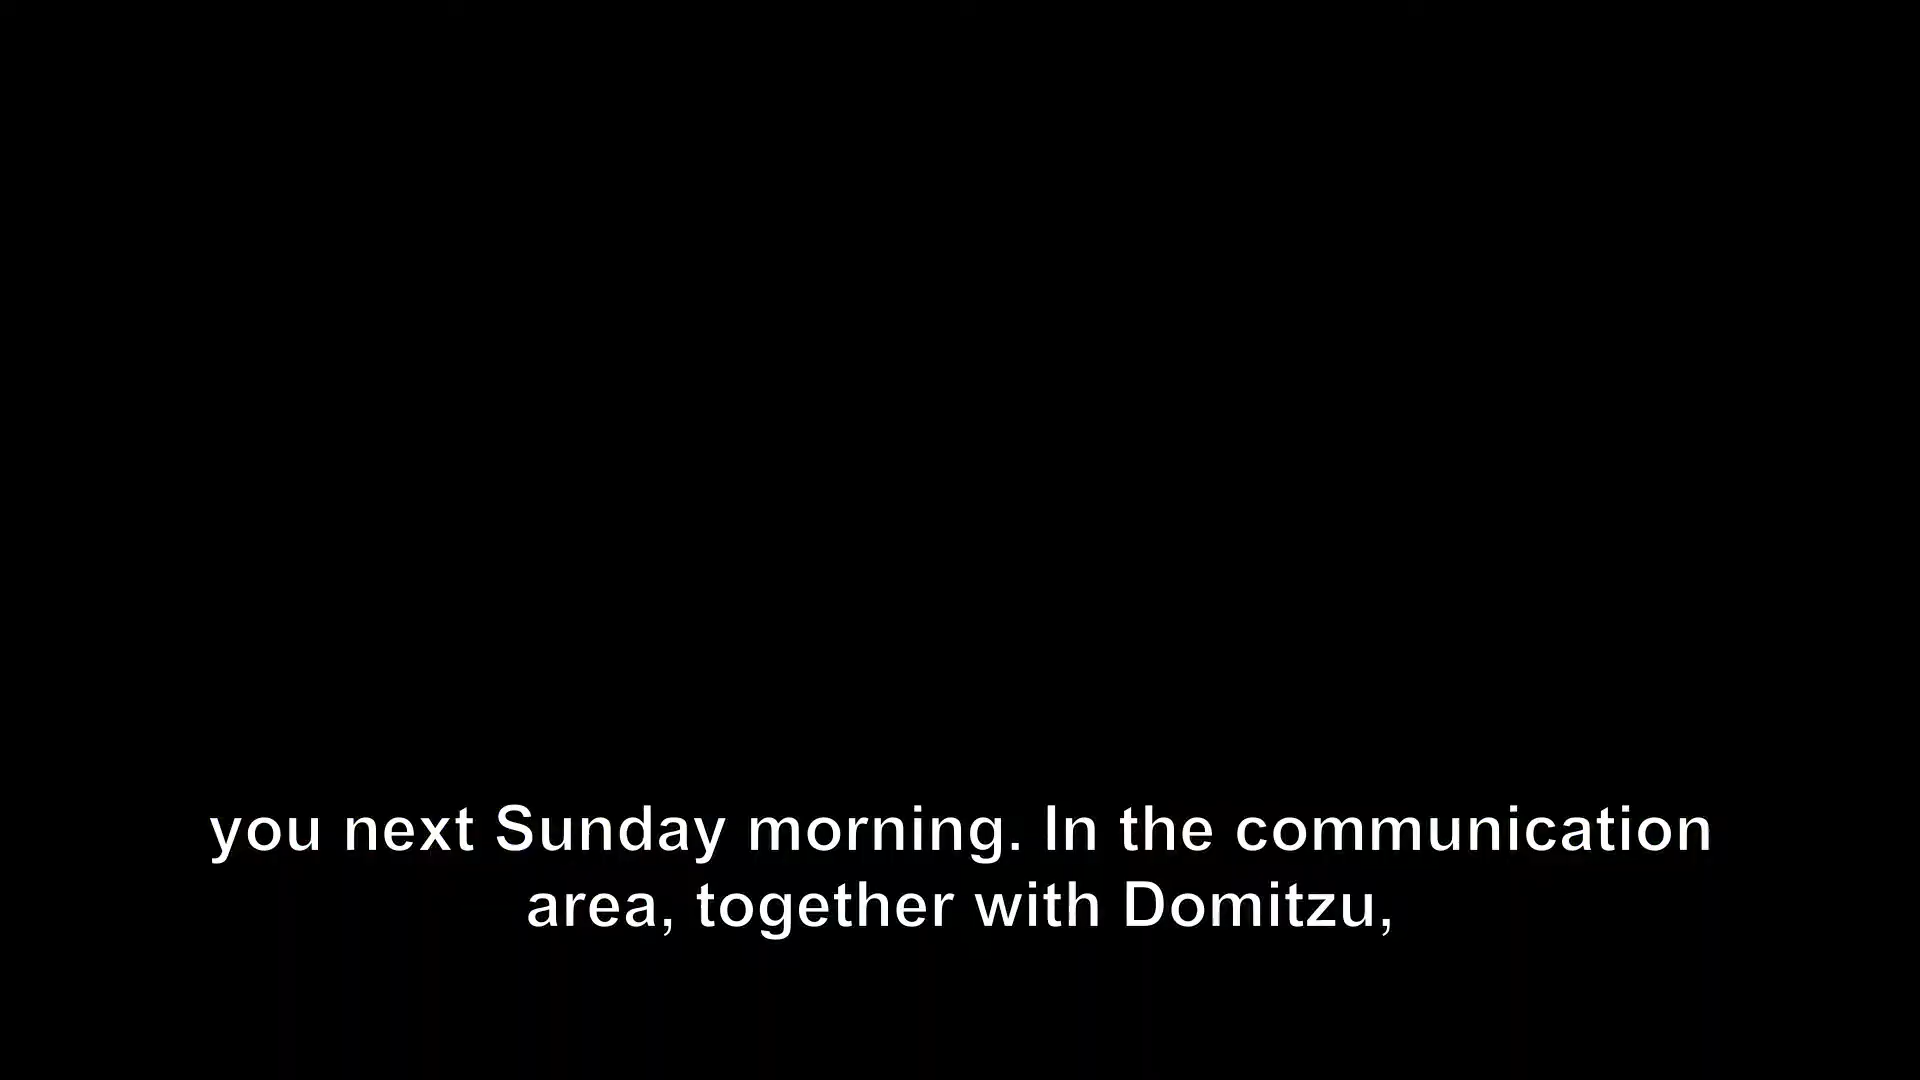 you next Sunday morning. In the communication
area, together with Domitzu,